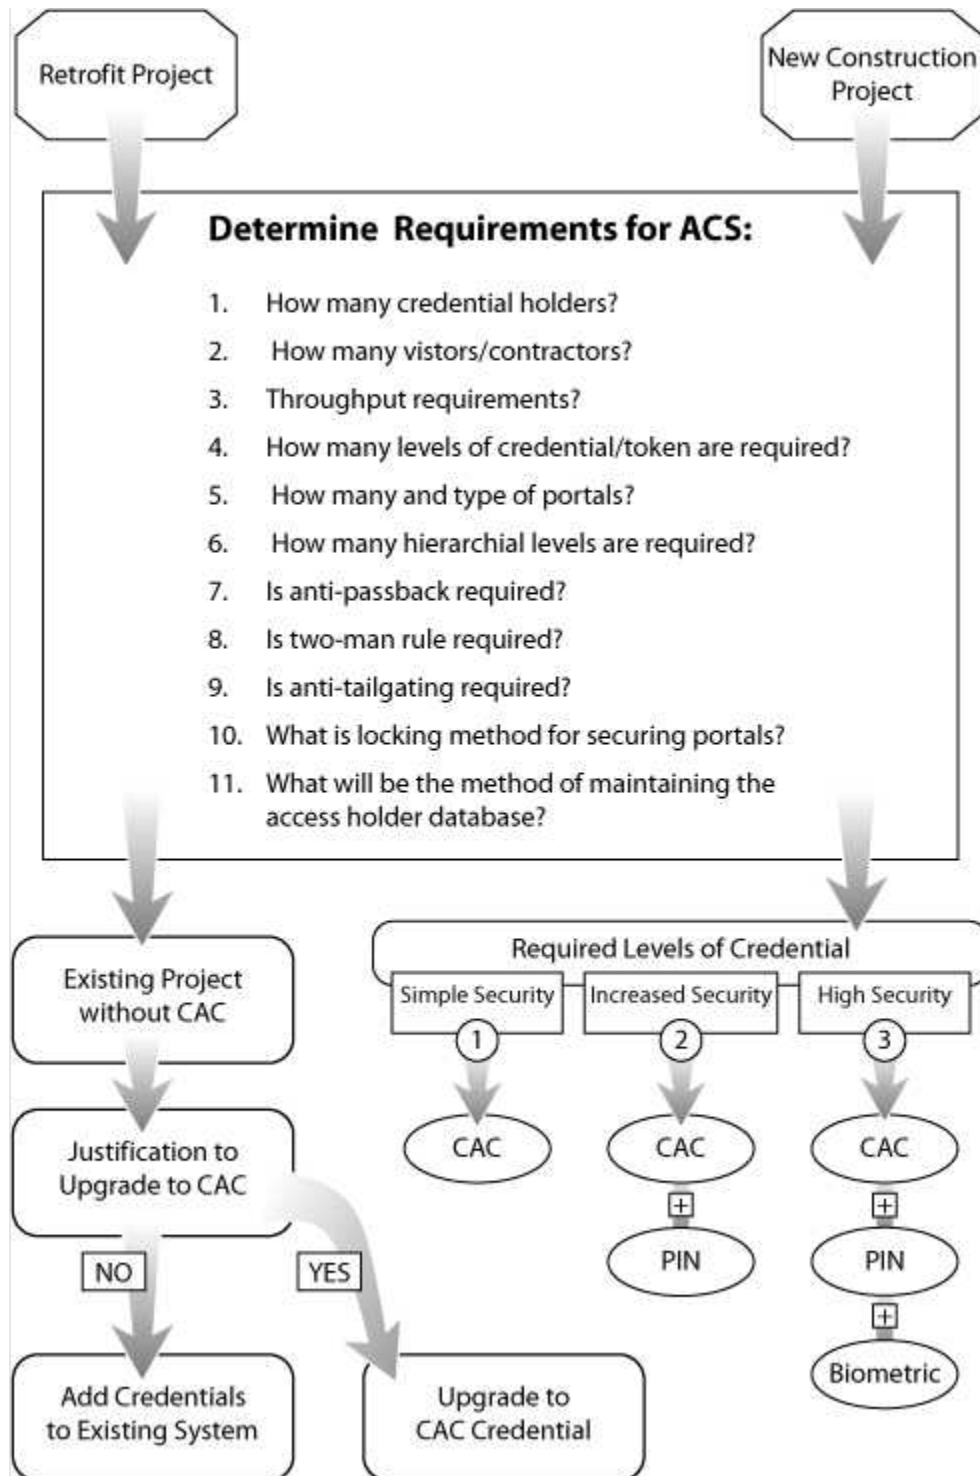 Retrofit Project
New Construction
Project
Determine Requirements for ACS:
1. How many credential holders?
2. How many vistors/contractors?
3. Throughput requirements?
4. How many levels of credential/token are required?
5. How many and type of portals?
6. How many hierarchial levels are required?
7. Is anti-passback required?
8. Is two-man rule required?
9. Is anti-tailgating required?
10. What is locking method for securing portals?
11. What will be the method of maintaining the
access holder database?
Existing Project
without CAC
Justification to
Upgrade to CAC
NO
YES
Add Credentials
to Existing System
Upgrade to
CAC Credential
Required Levels of Credential
Simple Security
1
CAC
Increased Security
2
CAC
+
PIN
High Security
3
CAC
+
PIN
+
Biometric